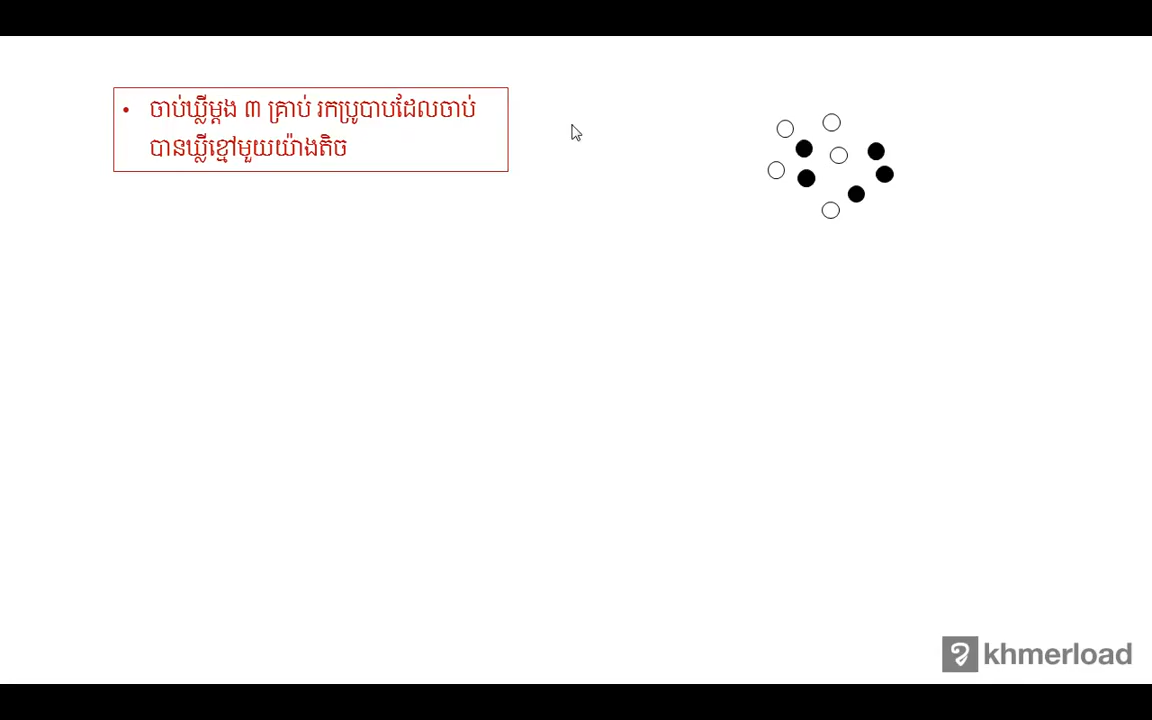 • ចាប់ឃ្លីម្ដង ៣ គ្រាប់ រកប្រូបាបដែលចាប់
បានឃ្លីខ្មៅមួយយ៉ាងតិច
khmerload